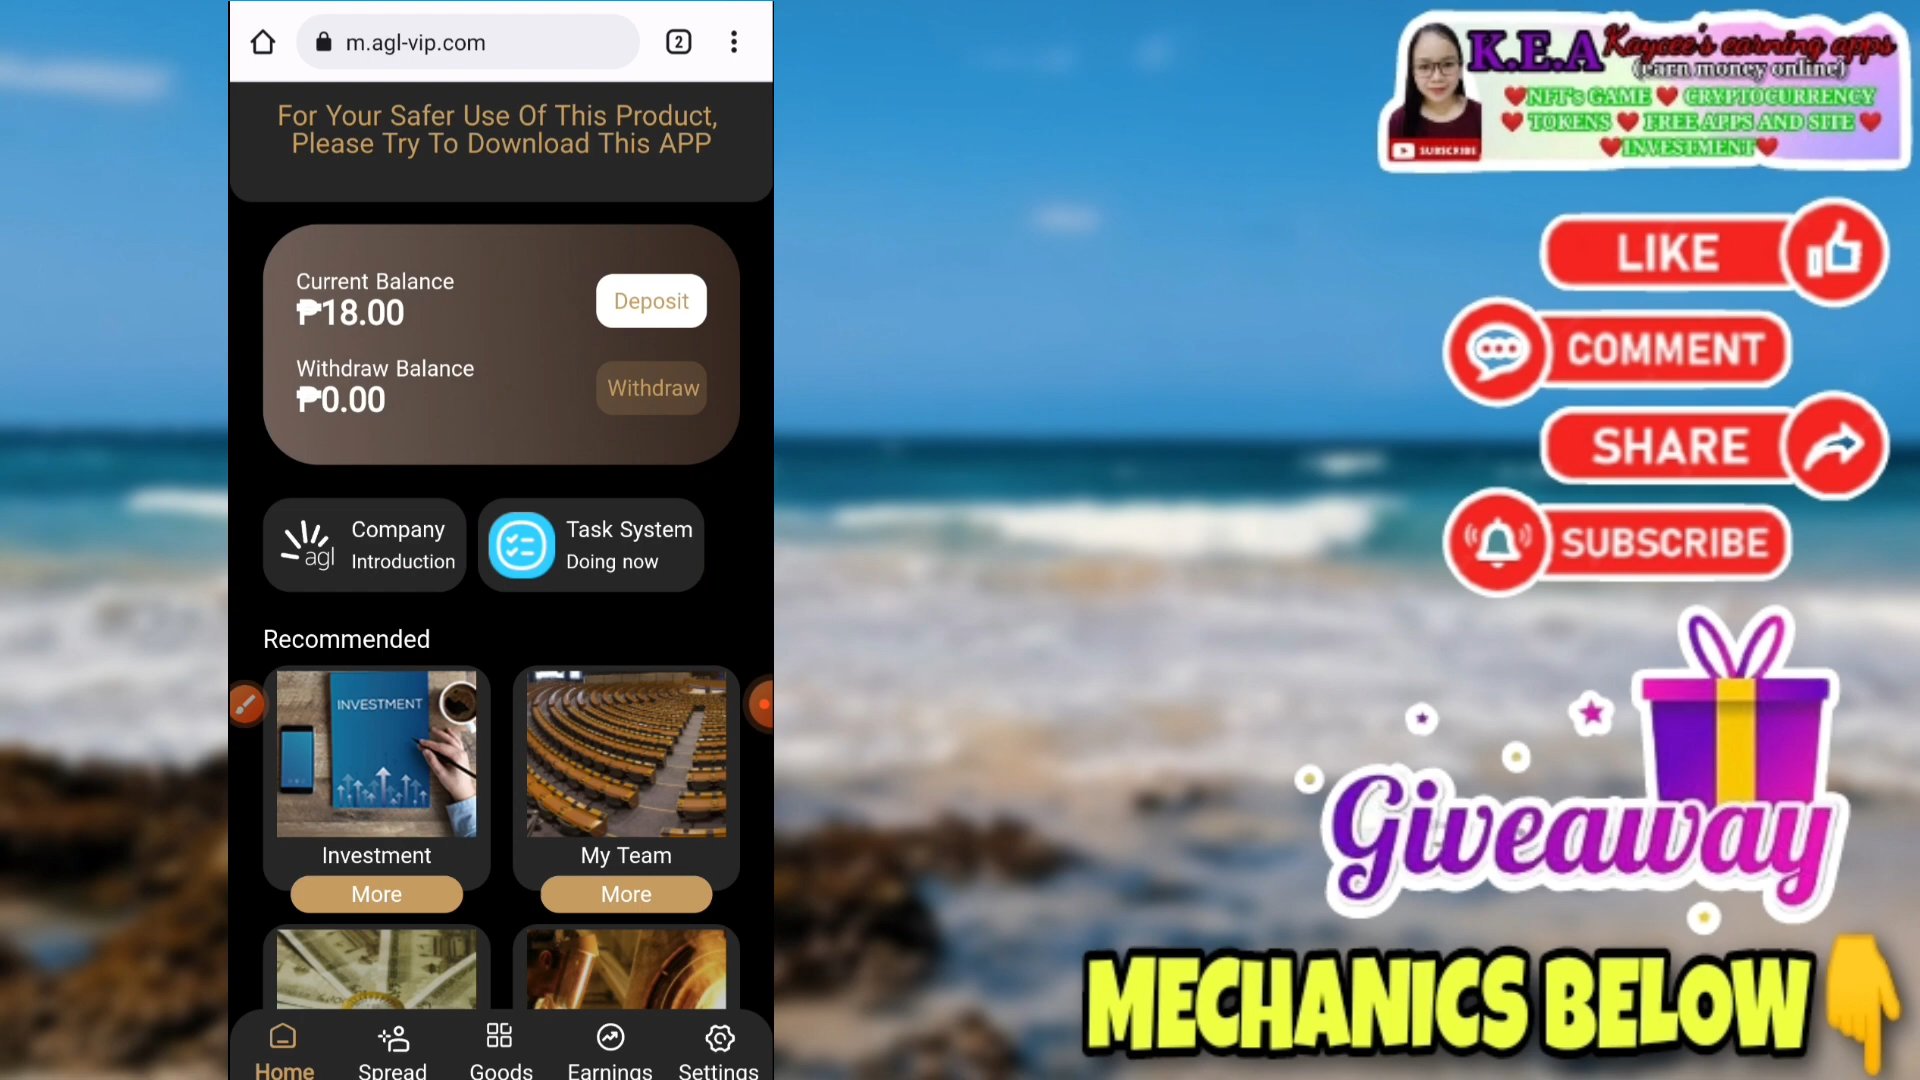 m.agl-vip.com
2
For Your Safer Use Of This Product,
Please Try To Download This APP
Current Balance
₱18.00
Deposit
Withdraw Balance
₱0.00
Withdraw
agl
Company
Introduction
Task System
Doing now
Recommended
INVESTMENT
Investment
More
My Team
More
Home
Spread
Goods
Earnings
Settings
K.E.A Kaycee's earning apps
(earn money online)
❤️NFT's GAME ❤️ CRYPTOCURRENCY
❤️ TOKENS ❤️ FREE APPS AND SITE ❤️
❤️INVESTMENT❤️
SUBSCRIBE
LIKE
COMMENT
SHARE
SUBSCRIBE
Giveaway
MECHANICS BELOW👇